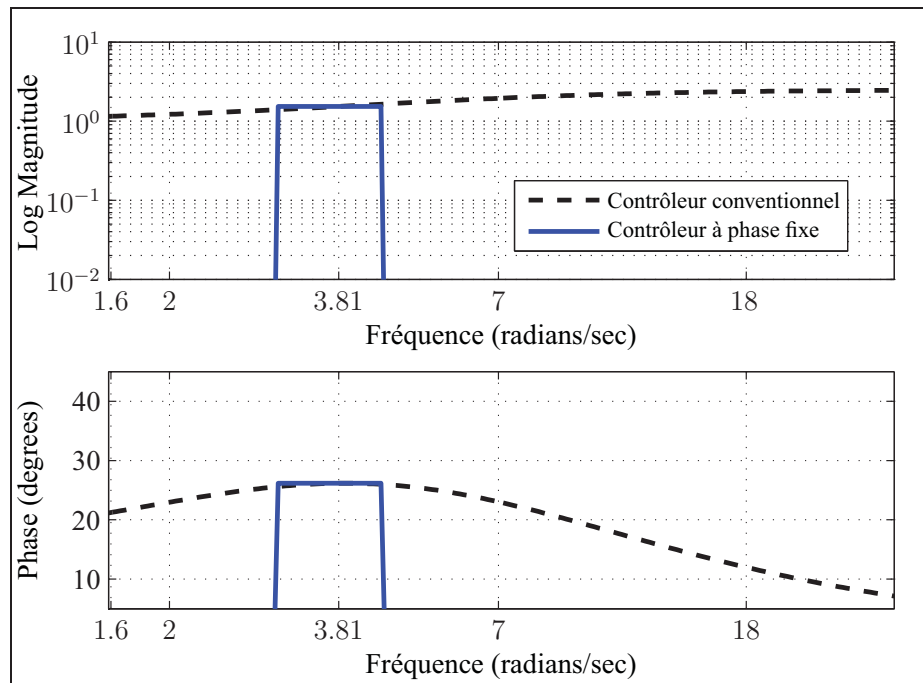 Log Magnitude
10^1
10^0
10^-1
10^-2
Contrôleur conventionnel
Contrôleur à phase fixe
1.6 2 3.81 7 18
Fréquence (radians/sec)
Phase (degrees)
40
30
20
10
1.6 2 3.81 7 18
Fréquence (radians/sec)